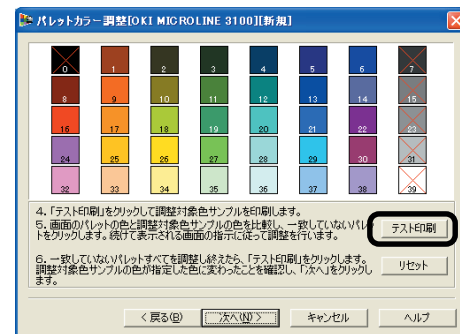 パレットカラー調整[OKI MICROLINE 3100][新規]
0 1 2 3 4 5 6 7
8 9 10 11 12 13 14 15
16 17 18 19 20 21 22 23
24 25 26 27 28 29 30 31
32 33 34 35 36 37 38 39
4. 「テスト印刷」をクリックして調整対象色サンプルを印刷します。
5. 画面のパレットの色と調整対象色サンプルの色を比較し、一致していないパレッ
トをクリックします。続けて表示される画面の指示に従って調整を行います。
テスト印刷
6. 一致していないパレットすべてを調整し終えたら、「テスト印刷」をクリックします。
調整対象色サンプルの色が指定した色に変わったことを確認し、「次へ」をクリックし
ます。
リセット
< 戻る(B) 次へ(N) > キャンセル ヘルプ